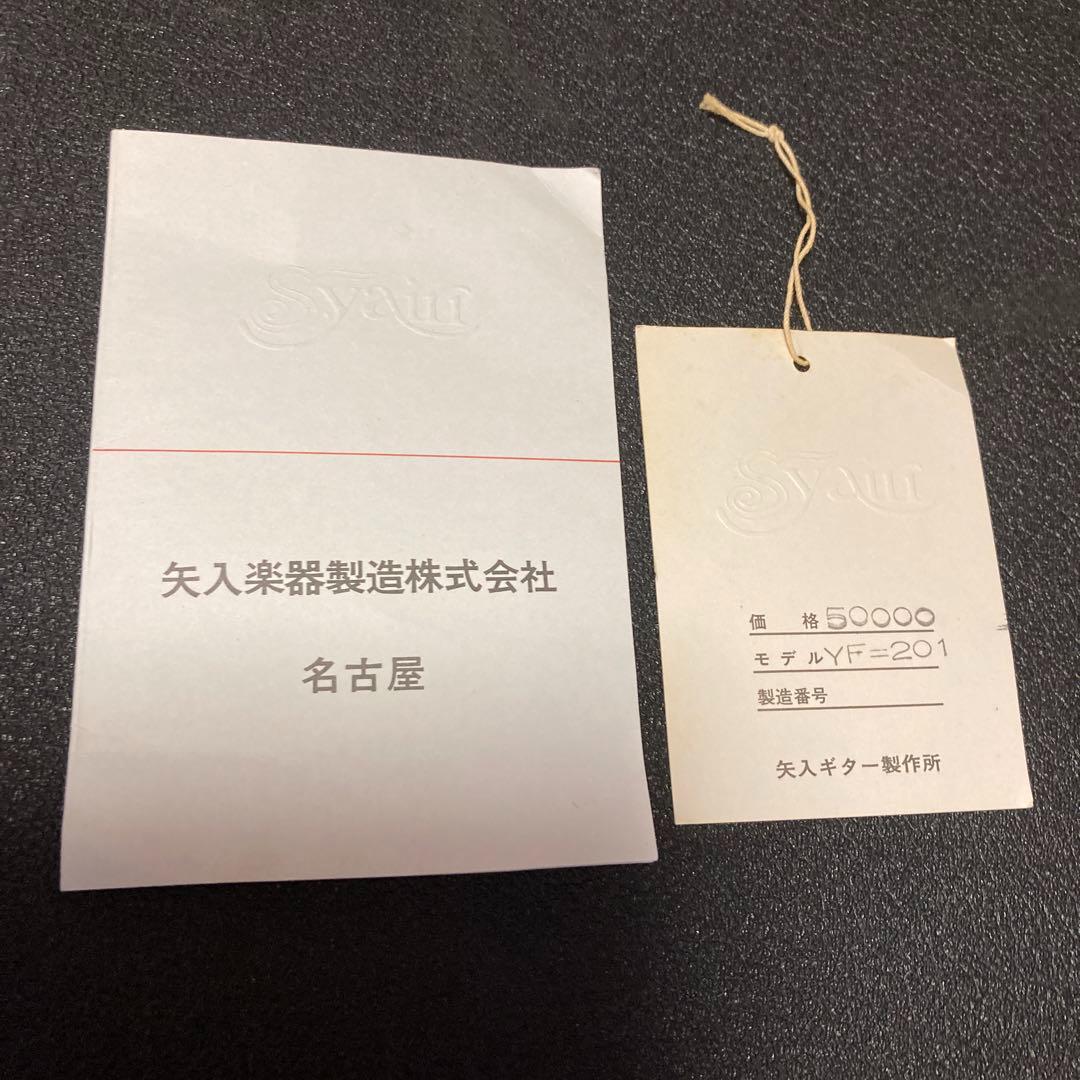 S.yairi
矢入楽器製造株式会社
名古屋
S.yairi
価 格 50000
モデル YF=201
製造番号
矢入ギター製作所